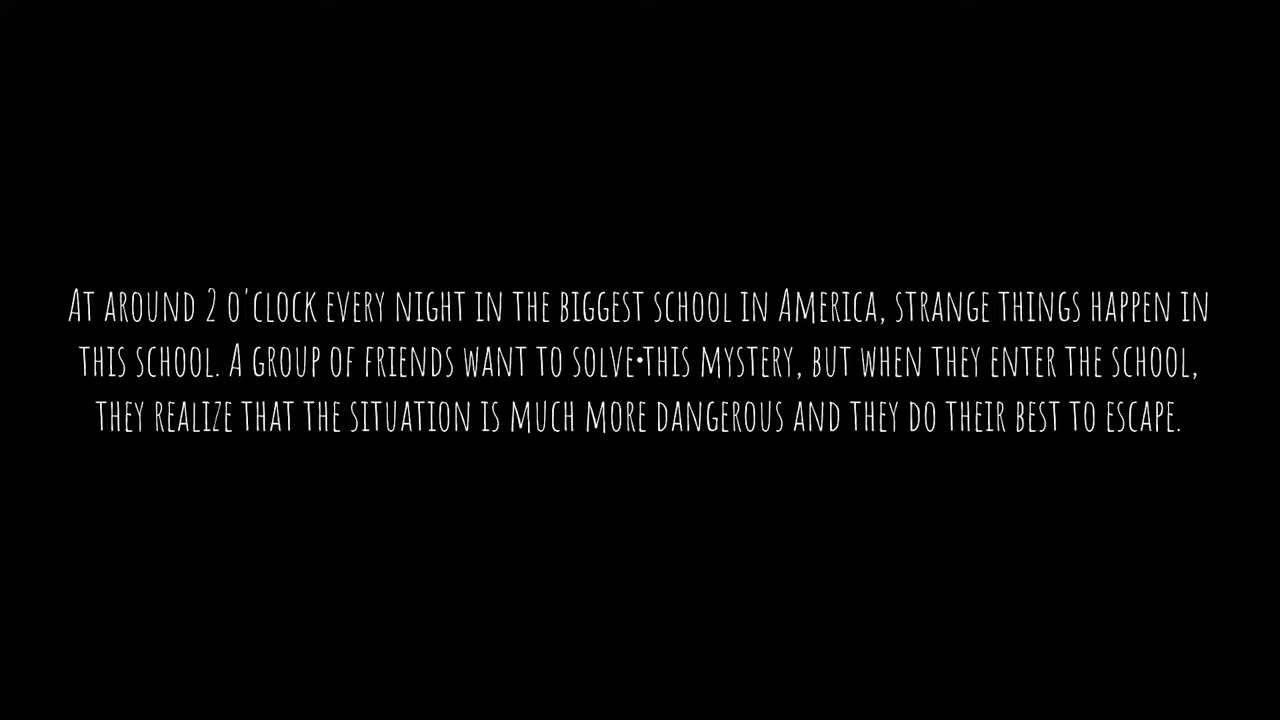 At around 2 o'clock every night in the biggest school in America, strange things happen in
this school. A group of friends want to solve•this mystery, but when they enter the school,
they realize that the situation is much more dangerous and they do their best to escape.